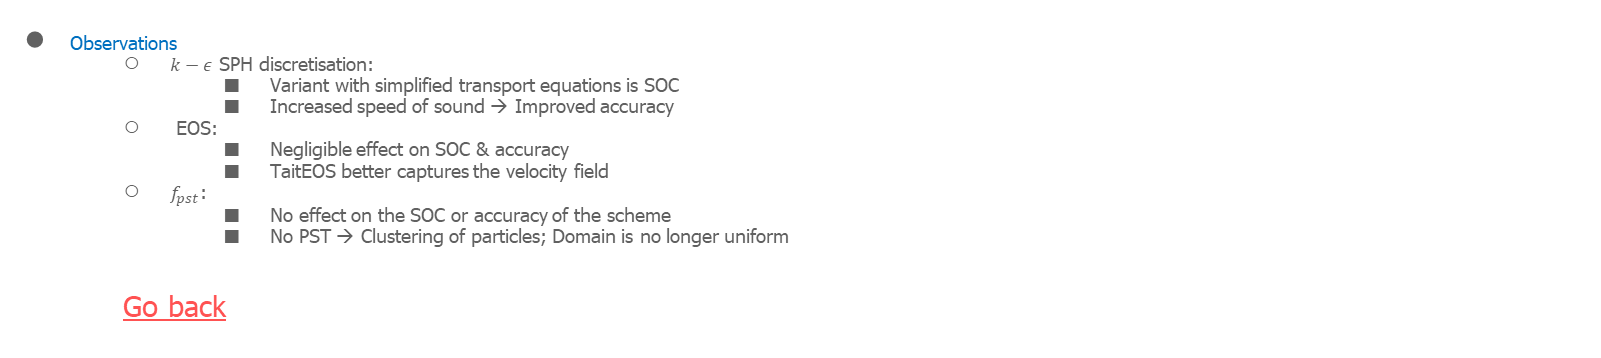 Observations
k − ϵ SPH discretisation:
Variant with simplified transport equations is SOC
Increased speed of sound → Improved accuracy
EOS:
Negligible effect on SOC & accuracy
TaitEOS better captures the velocity field
f_pst:
No effect on the SOC or accuracy of the scheme
No PST → Clustering of particles; Domain is no longer uniform
Go back